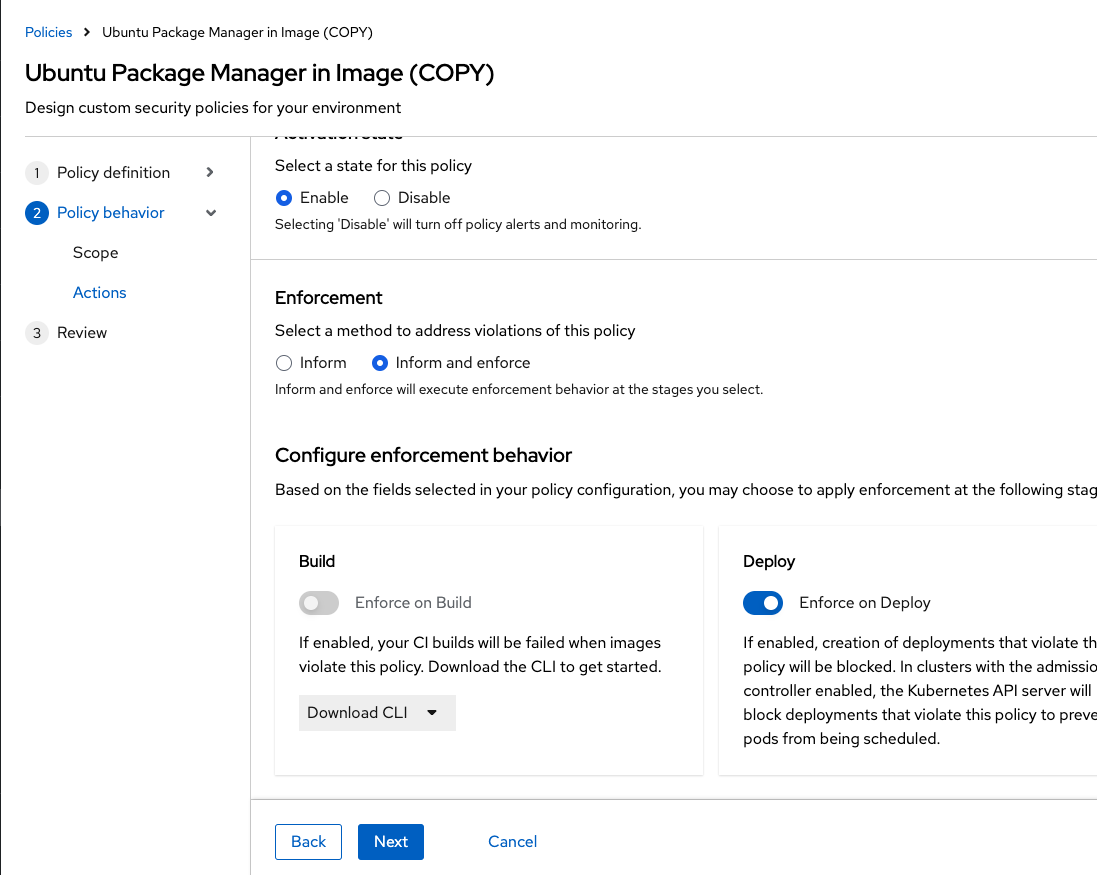 Policies > Ubuntu Package Manager in Image (COPY)
Ubuntu Package Manager in Image (COPY)
Design custom security policies for your environment
1 Policy definition
2 Policy behavior
Scope
Actions
3 Review
Activation state
Select a state for this policy
Enable Disable
Selecting 'Disable' will turn off policy alerts and monitoring.
Enforcement
Select a method to address violations of this policy
Inform Inform and enforce
Inform and enforce will execute enforcement behavior at the stages you select.
Configure enforcement behavior
Based on the fields selected in your policy configuration, you may choose to apply enforcement at the following stag
Build
Enforce on Build
If enabled, your CI builds will be failed when images
violate this policy. Download the CLI to get started.
Download CLI
Deploy
Enforce on Deploy
If enabled, creation of deployments that violate th
policy will be blocked. In clusters with the admissio
controller enabled, the Kubernetes API server will
block deployments that violate this policy to preve
pods from being scheduled.
Back Next Cancel